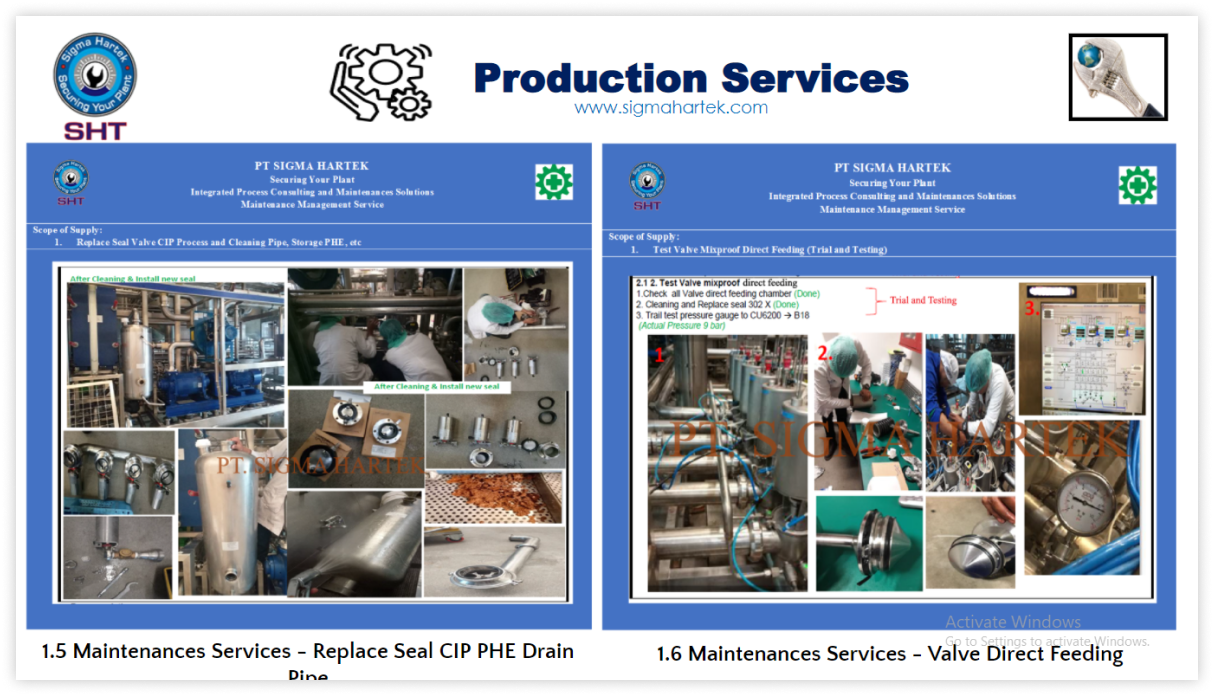 Sigma Hartek
Securing Your Plant
SHT
Production Services
www.sigmahartek.com
SHT
PT SIGMA HARTEK
Securing Your Plant
Integrated Process Consulting and Maintenances Solutions
Maintenance Management Service
Scope of Supply:
1. Replace Seal Valve CIP Process and Cleaning Pipe, Storage PHE, etc
After Cleaning & Install new seal
After Cleaning & Install new seal
PT. SIGMA HARTEK
1.5 Maintenances Services - Replace Seal CIP PHE Drain
Pipe
SHT
PT SIGMA HARTEK
Securing Your Plant
Integrated Process Consulting and Maintenances Solutions
Maintenance Management Service
Scope of Supply:
1. Test Valve Mixproof Direct Feeding (Trial and Testing)
2.1 2. Test Valve mixproof direct feeding
1.Check all Valve direct feeding chamber (Done)
2. Cleaning and Replace seal 302 X (Done)
3. Trail test pressure gauge to CU6200 → B18
(Actual Pressure 9 bar)
Trial and Testing
1
2.
3.
PT. SIGMA HARTEK
1.6 Maintenances Services - Valve Direct Feeding
Activate Windows
Go to Settings to activate Windows.